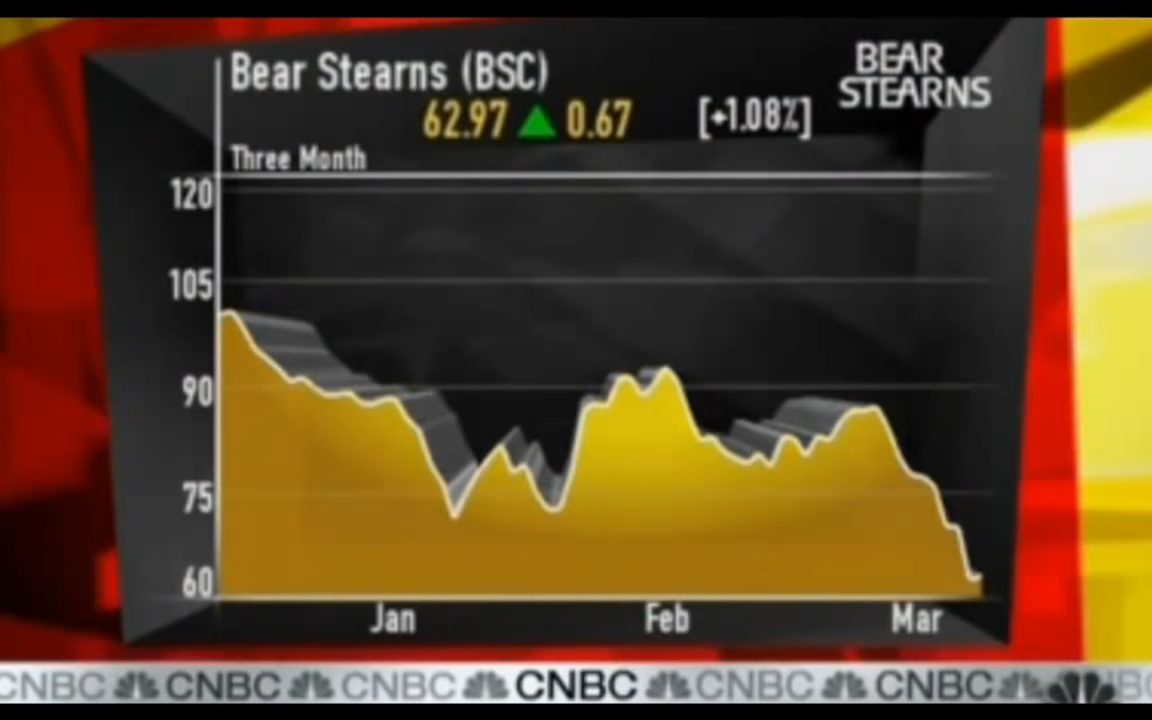 Bear Stearns (BSC)
BEAR
STEARNS
62.97 ▲ 0.67 [+1.08%]
Three Month
120
105
90
75
60
Jan Feb Mar
CNBC CNBC CNBC CNBC CNBC CNBC